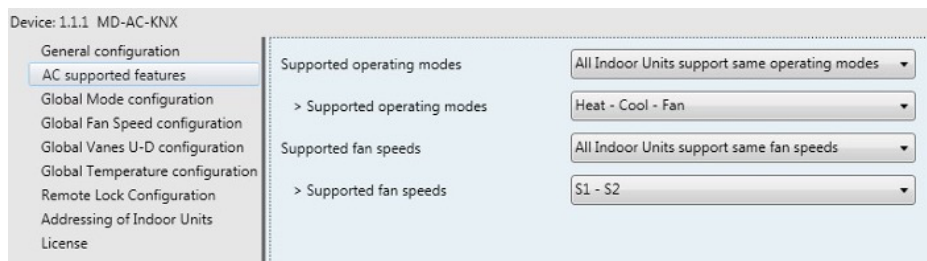 Device: 1.1.1 MD-AC-KNX
General configuration
AC supported features
Global Mode configuration
Global Fan Speed configuration
Global Vanes U-D configuration
Global Temperature configuration
Remote Lock Configuration
Addressing of Indoor Units
License
Supported operating modes All Indoor Units support same operating modes
> Supported operating modes Heat - Cool - Fan
Supported fan speeds All Indoor Units support same fan speeds
> Supported fan speeds S1 - S2